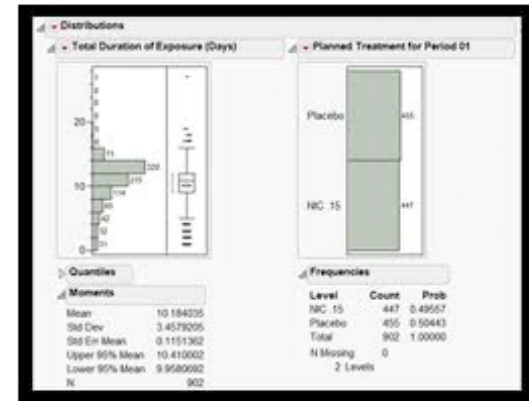 Distributions
Total Duration of Exposure (Days)
Planned Treatment for Period 01
20
10
0
Placebo
455
NIC .15
447
Quantiles
Moments
Mean 10.184035
Std Dev 3.4579205
Std Err Mean 0.1151362
Upper 95% Mean 10.410002
Lower 95% Mean 9.9580692
N 902
Frequencies
Level Count Prob
NIC .15 447 0.49557
Placebo 455 0.50443
Total 902 1.00000
N Missing 0
2 Levels